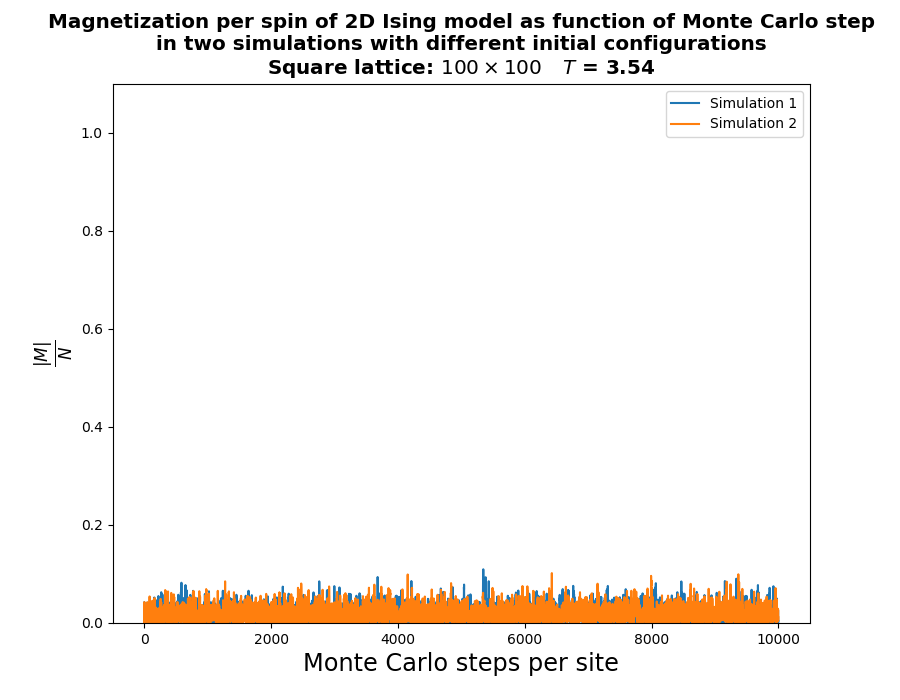 Magnetization per spin of 2D Ising model as function of Monte Carlo step
in two simulations with different initial configurations
Square lattice: 100 × 100 T = 3.54
Simulation 1
Simulation 2
1.0
0.8
0.6
0.4
0.2
0.0
|M|
N
0 2000 4000 6000 8000 10000
Monte Carlo steps per site